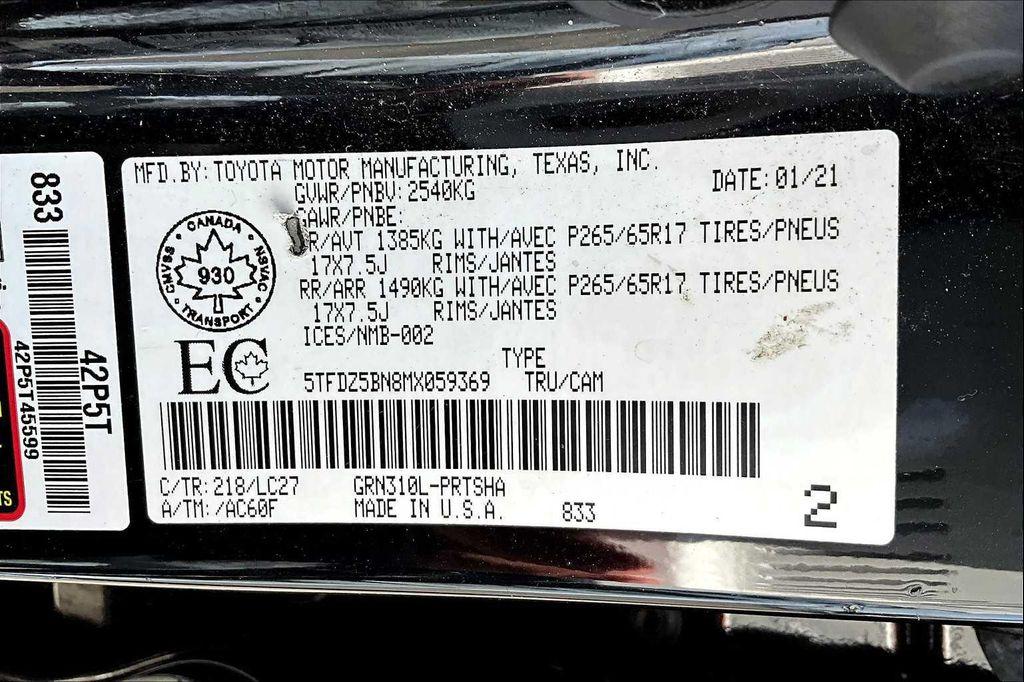 MFD.BY:TOYOTA MOTOR MANUFACTURING, TEXAS, INC.
GVWR/PNBV:2540KG
DATE:01/21
GAWR/PNBE:
FR/AVT 1385KG WITH/AVEC P265/65R17 TIRES/PNEUS
17X7.5J RIMS/JANTES
RR/ARR 1490KG WITH/AVEC P265/65R17 TIRES/PNEUS
17X7.5J RIMS/JANTES
ICES/NMB-002
CANADA
CMVSS
NSVAC
930
TRANSPORT
EC
TYPE
5TFDZ5BN8MX059369 TRU/CAM
C/TR:218/LC27 GRN310L-PRTSHA
A/TM:/AC60F MADE IN U.S.A. 833
2
833
42P5T
42P5T45599